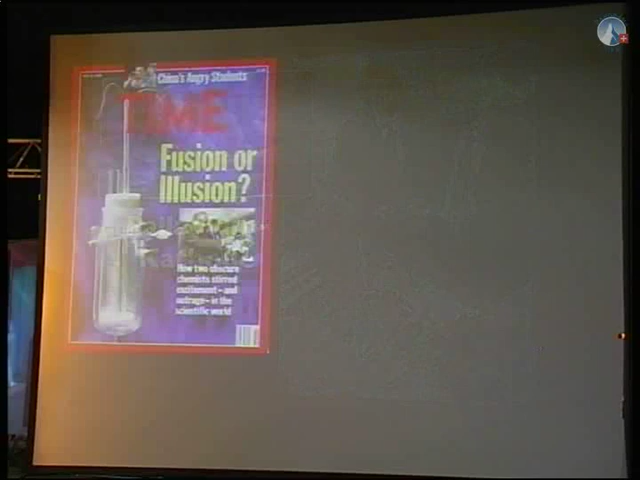 China's Angry Students
TIME
Fusion or
Illusion?
How two obscure
chemists stirred
excitement—and
outrage—in the
scientific world